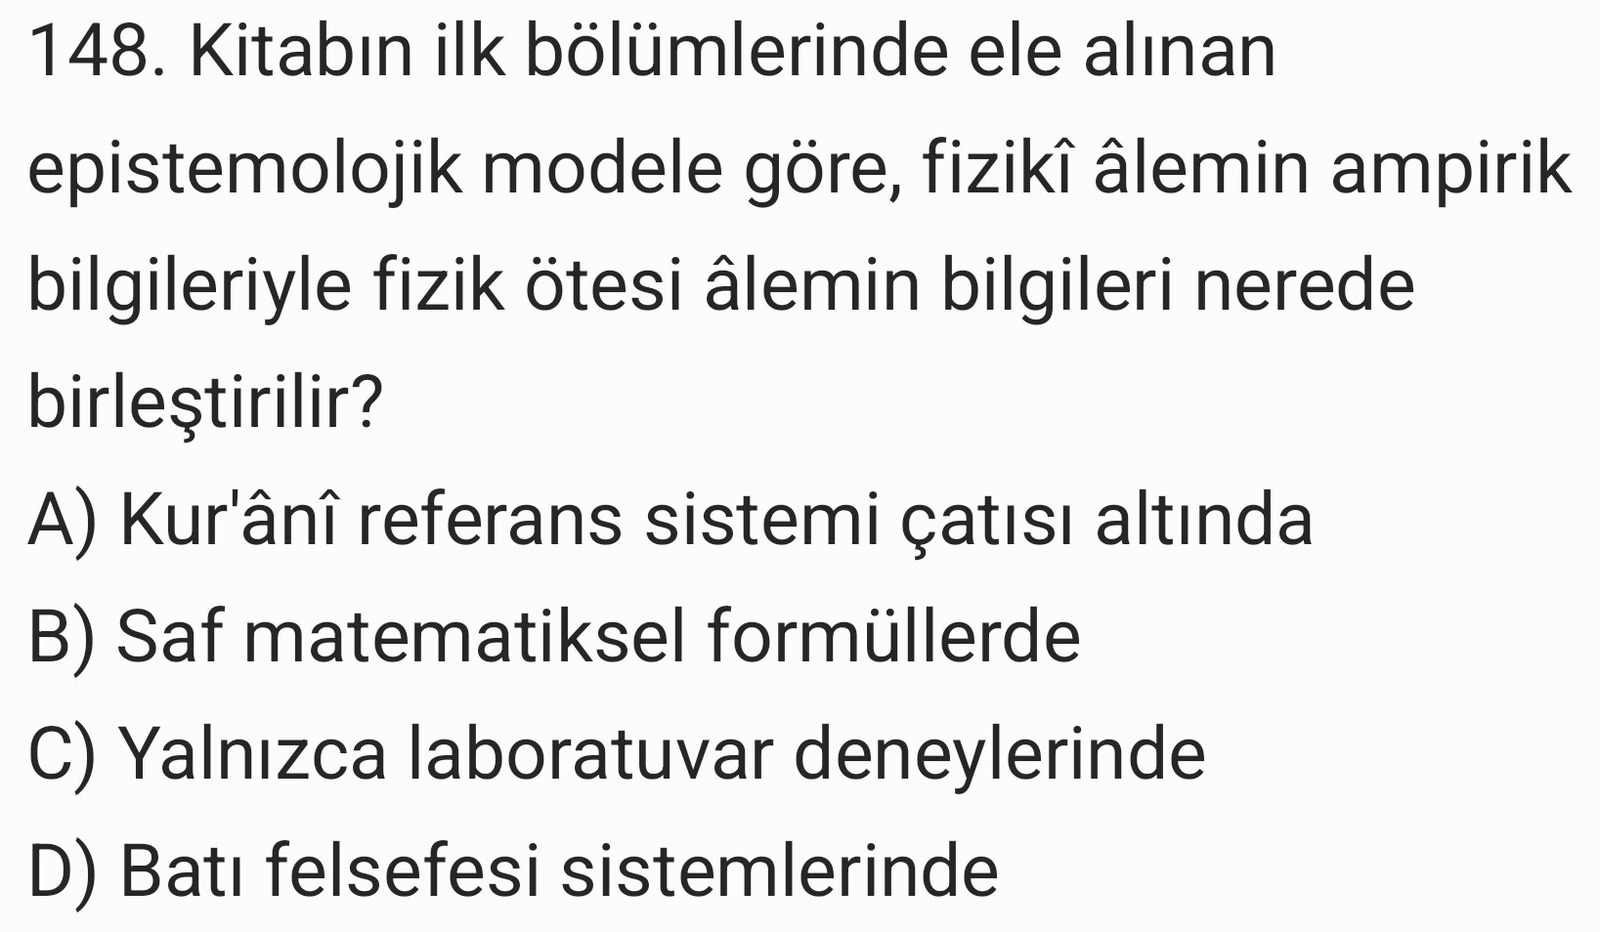 148. Kitabın ilk bölümlerinde ele alınan
epistemolojik modele göre, fizikî âlemin ampirik
bilgileriyle fizik ötesi âlemin bilgileri nerede
birleştirilir?
A) Kur'ânî referans sistemi çatısı altında
B) Saf matematiksel formüllerde
C) Yalnızca laboratuvar deneylerinde
D) Batı felsefesi sistemlerinde